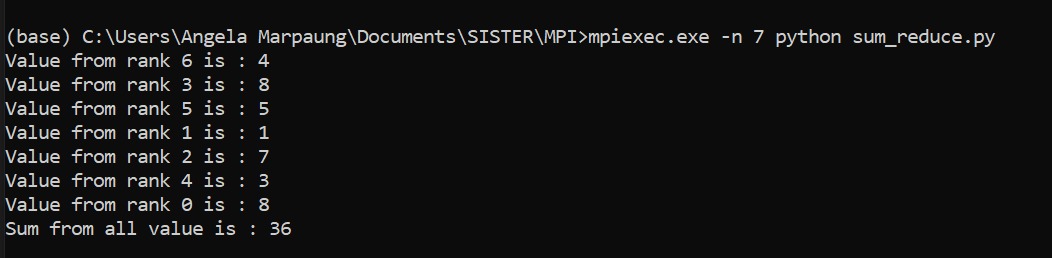 (base) C:\Users\Angela Marpaung\Documents\SISTER\MPI>mpiexec.exe -n 7 python sum_reduce.py
Value from rank 6 is : 4
Value from rank 3 is : 8
Value from rank 5 is : 5
Value from rank 1 is : 1
Value from rank 2 is : 7
Value from rank 4 is : 3
Value from rank 0 is : 8
Sum from all value is : 36